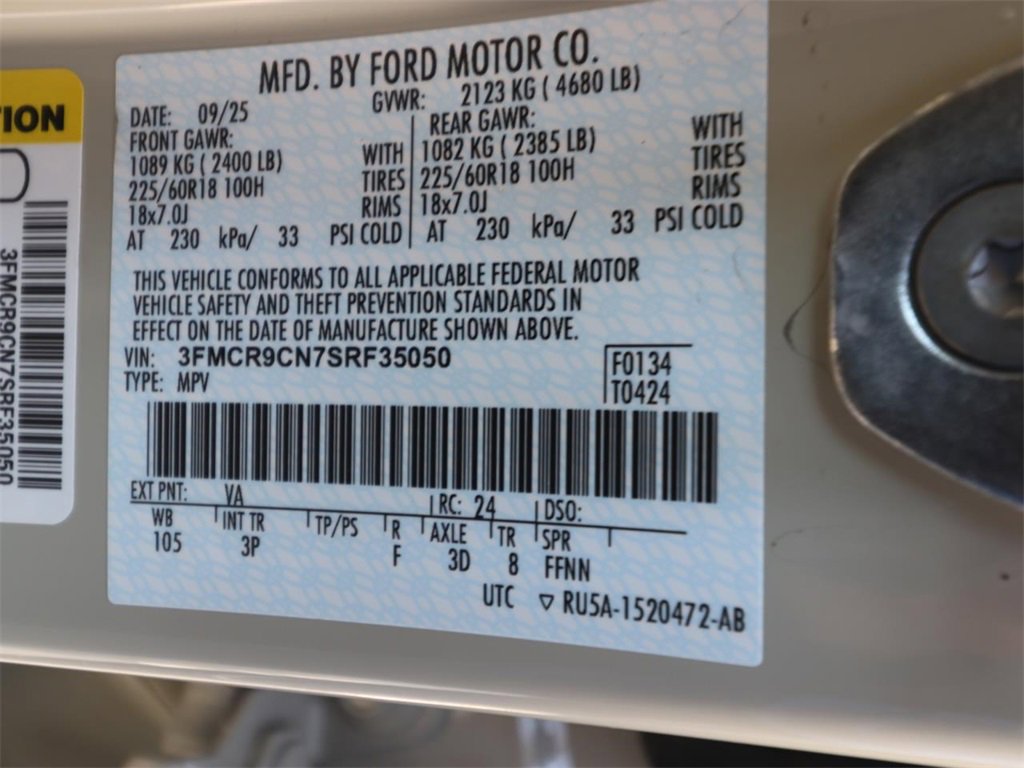 TION
3FMCR9CN7SRF35050
MFD. BY FORD MOTOR CO.
DATE: 09/25 GVWR: 2123 KG ( 4680 LB)
FRONT GAWR: REAR GAWR:
1089 KG ( 2400 LB) WITH 1082 KG ( 2385 LB) WITH
225/60R18 100H TIRES 225/60R18 100H TIRES
18x7.0J RIMS 18x7.0J RIMS
AT 230 kPa/ 33 PSI COLD AT 230 kPa/ 33 PSI COLD
THIS VEHICLE CONFORMS TO ALL APPLICABLE FEDERAL MOTOR
VEHICLE SAFETY AND THEFT PREVENTION STANDARDS IN
EFFECT ON THE DATE OF MANUFACTURE SHOWN ABOVE.
VIN: 3FMCR9CN7SRF35050 F0134
TYPE: MPV T0424
EXT PNT: VA RC: 24 DSO:
WB INT TR TP/PS R AXLE TR SPR
105 3P F 3D 8 FFNN
UTC ▽ RU5A-1520472-AB